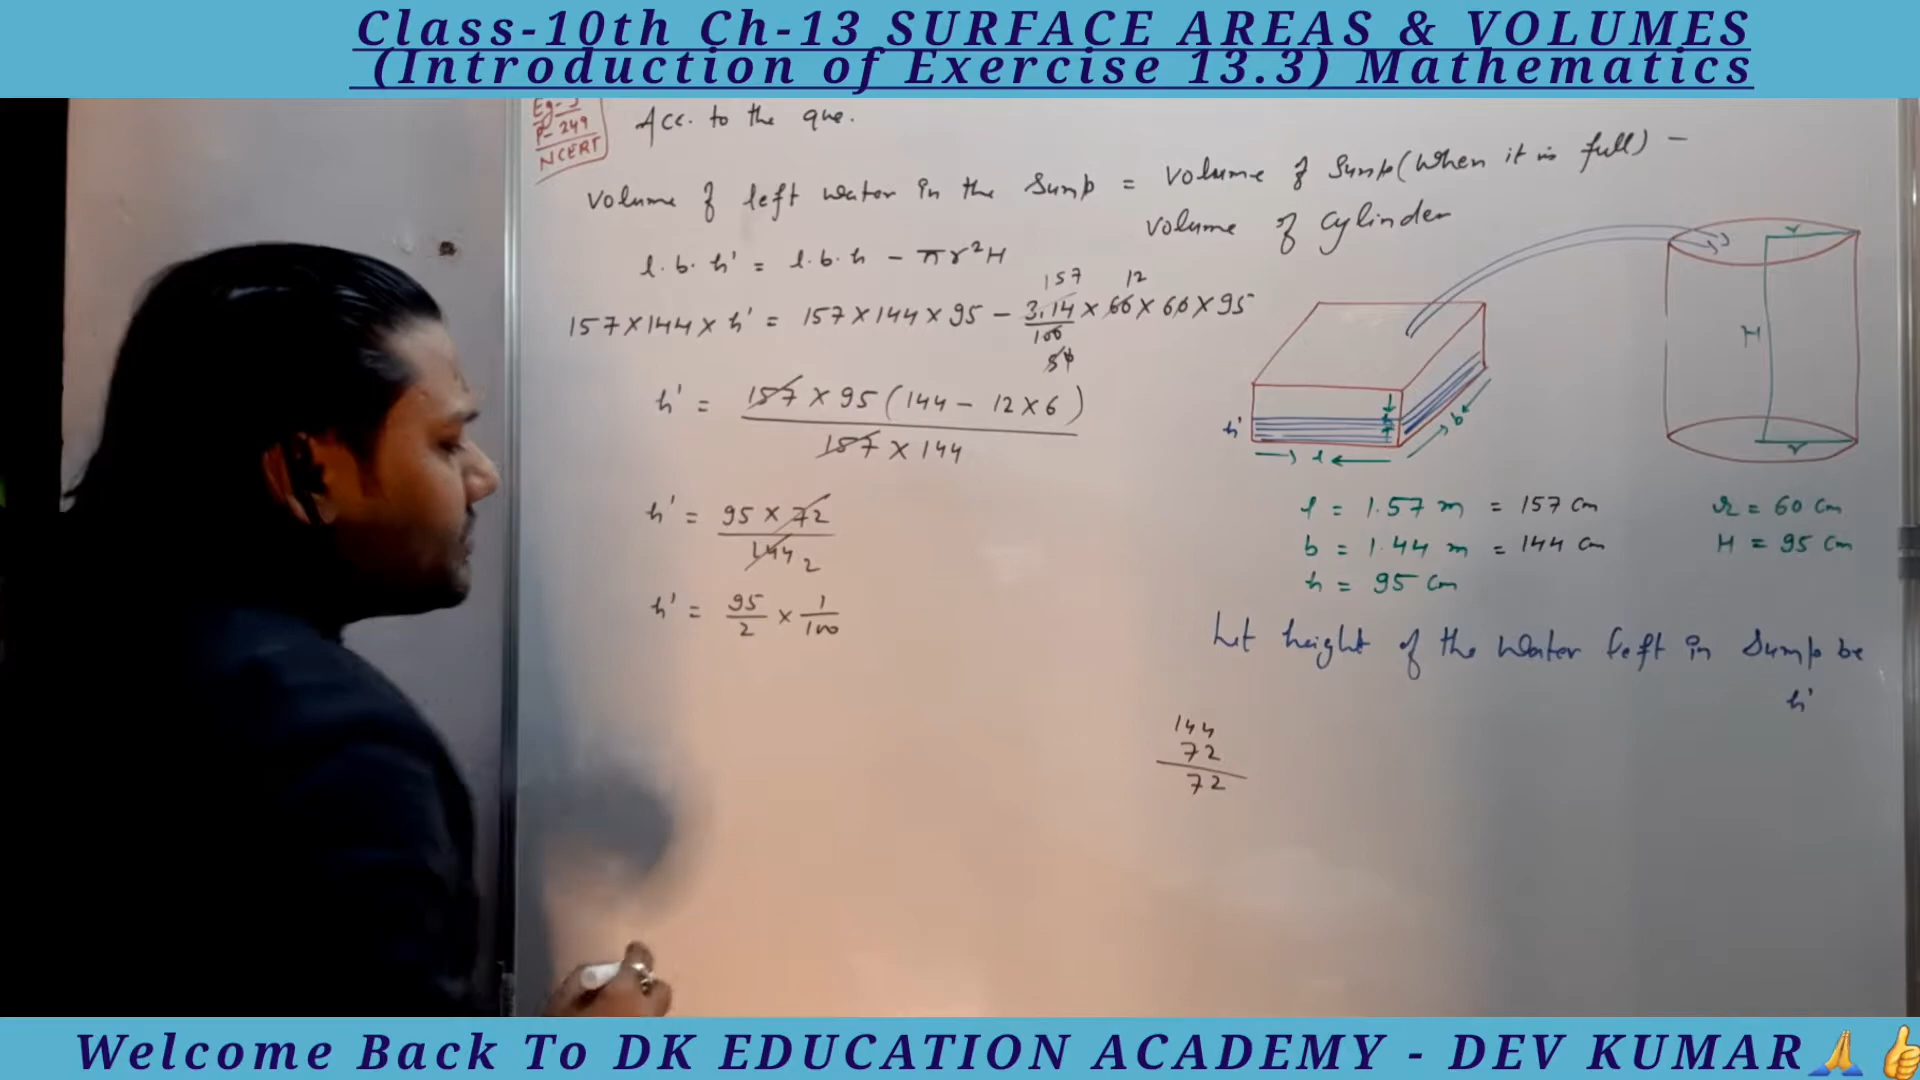 Class-10th Ch-13 SURFACE AREAS & VOLUMES
(Introduction of Exercise 13.3) Mathematics
P-249
NCERT
Acc. to the que.
Volume of left water in the Sump = Volume of Sump (When it is full) –
Volume of cylinder
l.b.h' = l.b.h – πr²H
157 12
157×144×h' = 157×144×95 – 3.14×60×60×95
100
h' = 157×95(144 – 12×6)
157×144
h' = 95×72
144 2
h' = 95/2 × 1/100
r
H
h'
h
b
l
r
l = 1.57 m = 157 cm
b = 1.44 m = 144 cm
h = 95 cm
r = 60 cm
H = 95 cm
Let height of the Water left in Sump be
h'
144
72
72
Welcome Back To DK EDUCATION ACADEMY - DEV KUMAR🙏👍